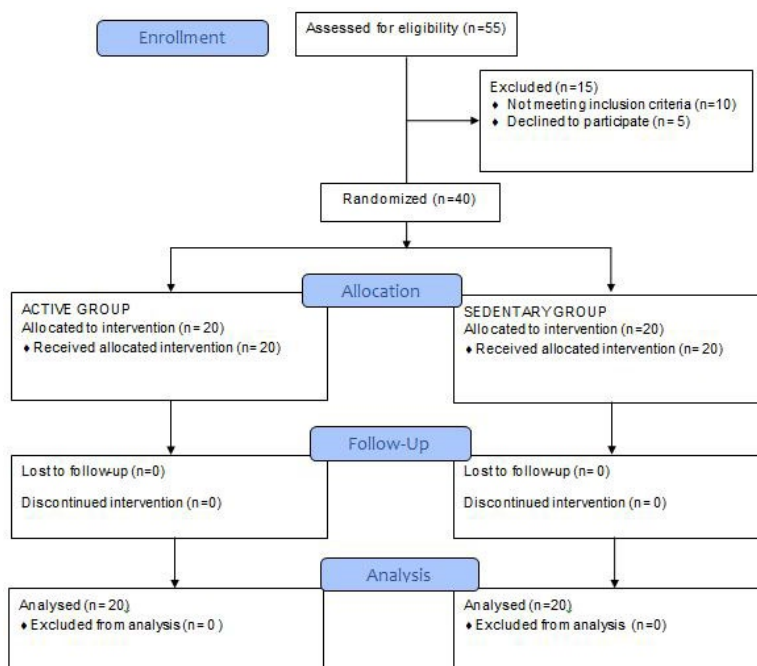 Enrollment
Assessed for eligibility (n=55)
Excluded (n=15)
♦ Not meeting inclusion criteria (n=10)
♦ Declined to participate (n= 5)
Randomized (n=40)
Allocation
ACTIVE GROUP
Allocated to intervention (n= 20)
♦ Received allocated intervention (n= 20)
SEDENTARY GROUP
Allocated to intervention (n=20)
♦ Received allocated intervention (n= 20)
Follow-Up
Lost to follow-up (n=0)
Discontinued intervention (n=0)
Lost to follow-up (n= 0)
Discontinued intervention (n= 0)
Analysis
Analysed (n= 20)
♦ Excluded from analysis (n= 0 )
Analysed (n=20)
♦ Excluded from analysis (n=0)